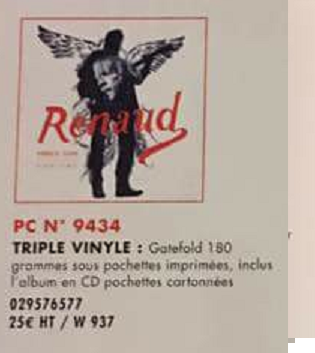 Renaud
PC N° 9434
TRIPLE VINYLE : Gatefold 180
grammes sous pochettes imprimées, inclus
l'album en CD pochettes cartonnées
029576577
25€ HT / W 937